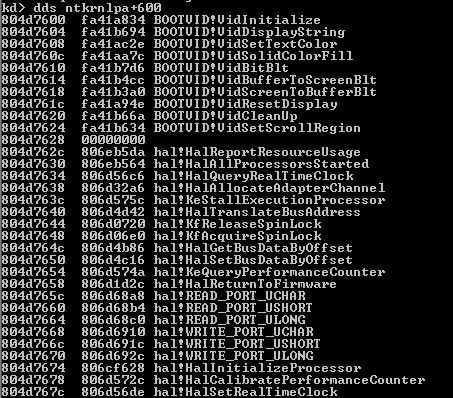 kd> dds ntkrnlpa+600
804d7600  fa41a834 BOOTVID!VidInitialize
804d7604  fa41b694 BOOTVID!VidDisplayString
804d7608  fa41ac2e BOOTVID!VidSetTextColor
804d760c  fa41aa7c BOOTVID!VidSolidColorFill
804d7610  fa41b7d6 BOOTVID!VidBitBlt
804d7614  fa41b4cc BOOTVID!VidBufferToScreenBlt
804d7618  fa41b3a0 BOOTVID!VidScreenToBufferBlt
804d761c  fa41a94e BOOTVID!VidResetDisplay
804d7620  fa41b66a BOOTVID!VidCleanUp
804d7624  fa41b634 BOOTVID!VidSetScrollRegion
804d7628  00000000
804d762c  806eb5da hal!HalReportResourceUsage
804d7630  806eb564 hal!HalAllProcessorsStarted
804d7634  806d56c6 hal!HalQueryRealTimeClock
804d7638  806d32a6 hal!HalAllocateAdapterChannel
804d763c  806d575c hal!KeStallExecutionProcessor
804d7640  806d4d42 hal!HalTranslateBusAddress
804d7644  806d0720 hal!KfReleaseSpinLock
804d7648  806d06e0 hal!KfAcquireSpinLock
804d764c  806d4b86 hal!HalGetBusDataByOffset
804d7650  806d4c16 hal!HalSetBusDataByOffset
804d7654  806d574a hal!KeQueryPerformanceCounter
804d7658  806d1d2c hal!HalReturnToFirmware
804d765c  806d68a8 hal!READ_PORT_UCHAR
804d7660  806d68b4 hal!READ_PORT_USHORT
804d7664  806d68c0 hal!READ_PORT_ULONG
804d7668  806d6910 hal!WRITE_PORT_UCHAR
804d766c  806d691c hal!WRITE_PORT_USHORT
804d7670  806d692c hal!WRITE_PORT_ULONG
804d7674  806cf628 hal!HalInitializeProcessor
804d7678  806d572c hal!HalCalibratePerformanceCounter
804d767c  806d56de hal!HalSetRealTimeClock